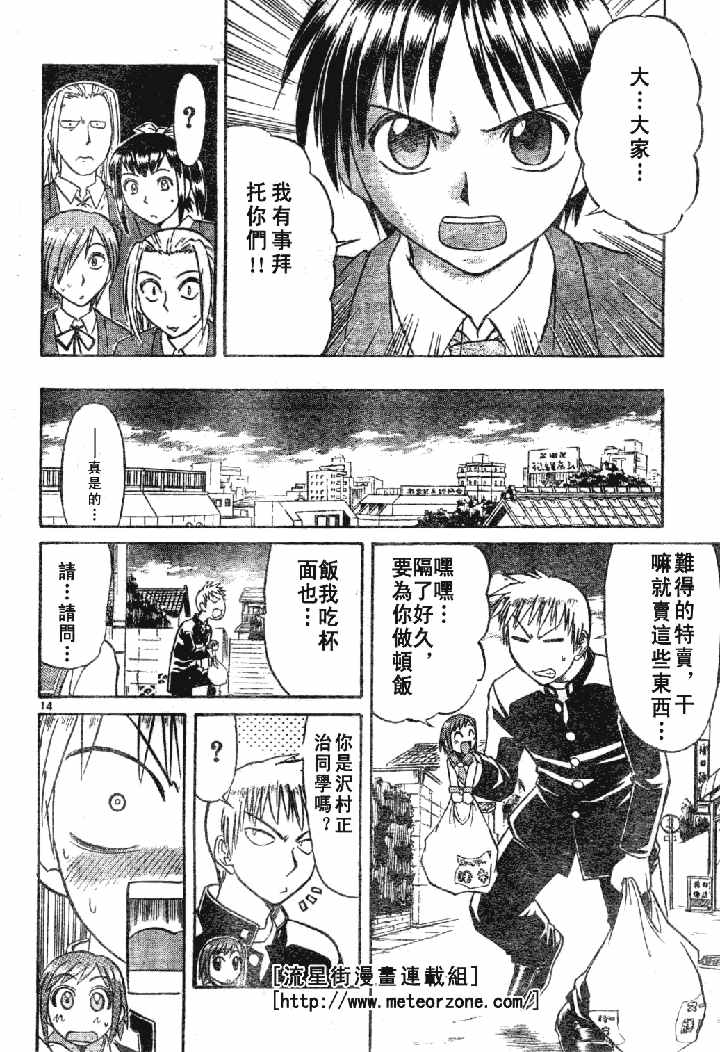 大…大家…
我有事拜
托你們!!
?
——真是的…
難得的特賣，干
嘛就賣這些東西…
嘿嘿…
隔了好久，
要為你做頓飯
飯我吃杯
面也…
請…請問…
14
你是沢村正
治同學嗎？
?
[流星街漫畫連載組]
[http://www.meteorzone.com]